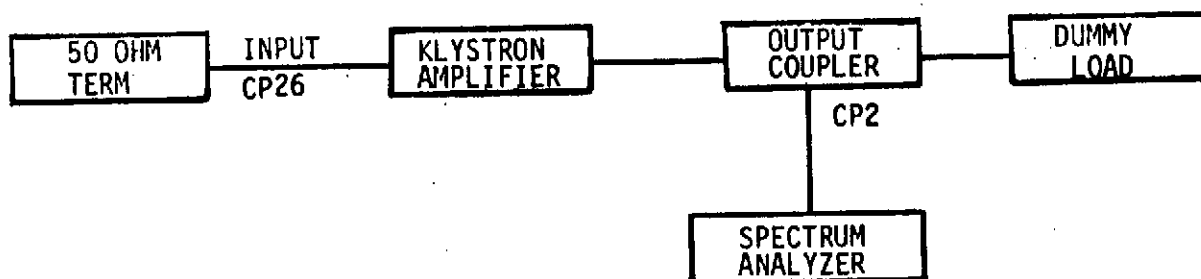 50 OHM
TERM
INPUT
CP26
KLYSTRON
AMPLIFIER
OUTPUT
COUPLER
DUMMY
LOAD
CP2
SPECTRUM
ANALYZER